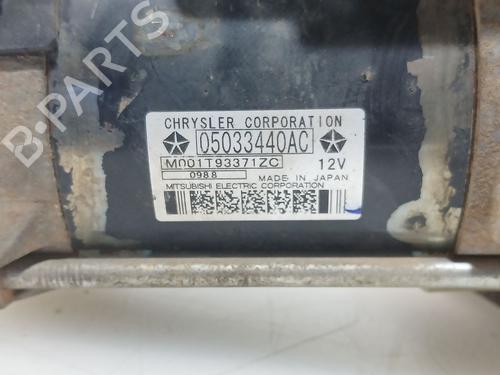 CHRYSLER CORPORATION
05033440AC
M001T93371ZC
12V
0988
MADE IN JAPAN
MITSUBISHI ELECTRIC CORPORATION
B-PARTS